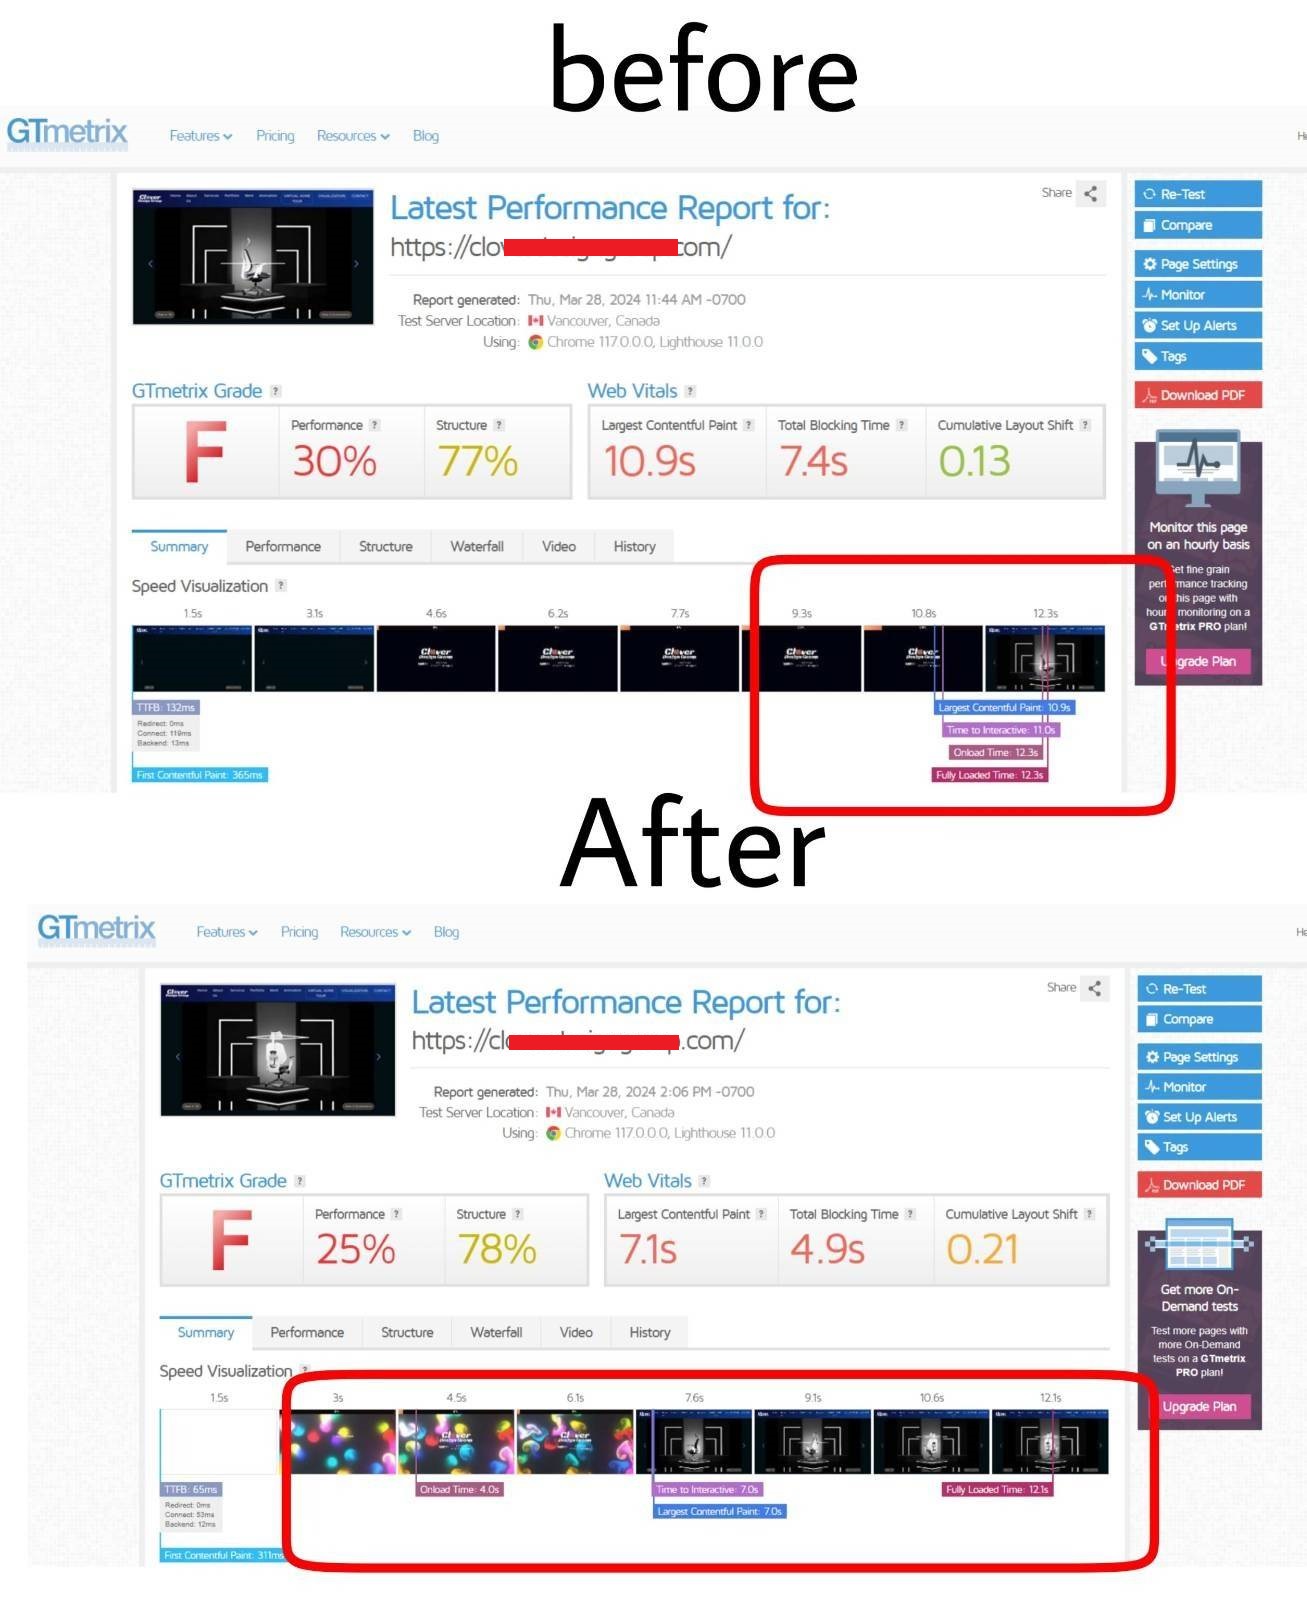 before
GTmetrix
Features Pricing Resources Blog
Latest Performance Report for:
Share
https://clo com/
Report generated: Thu, Mar 28, 2024 11:44 AM -0700
Test Server Location: Vancouver, Canada
Using: Chrome 117.0.0.0, Lighthouse 11.0.0
Re-Test
Compare
Page Settings
Monitor
Set Up Alerts
Tags
Download PDF
GTmetrix Grade ?
Web Vitals ?
F
Performance ?
30%
Structure ?
77%
Largest Contentful Paint ?
10.9s
Total Blocking Time ?
7.4s
Cumulative Layout Shift ?
0.13
Monitor this page
on an hourly basis
Get fine grain
performance tracking
on this page with
hourly monitoring on a
GTmetrix PRO plan!
Upgrade Plan
Summary Performance Structure Waterfall Video History
Speed Visualization ?
1.5s 3.1s 4.6s 6.2s 7.7s 9.3s 10.8s 12.3s
TTFB: 132ms
Redirect: 0ms
Connect: 119ms
Backend: 13ms
First Contentful Paint: 365ms
Largest Contentful Paint: 10.9s
Time to Interactive: 11.0s
Onload Time: 12.3s
Fully Loaded Time: 12.3s
After
GTmetrix
Features Pricing Resources Blog
Latest Performance Report for:
Share
https://cl .com/
Report generated: Thu, Mar 28, 2024 2:06 PM -0700
Test Server Location: Vancouver, Canada
Using: Chrome 117.0.0.0, Lighthouse 11.0.0
Re-Test
Compare
Page Settings
Monitor
Set Up Alerts
Tags
Download PDF
GTmetrix Grade ?
Web Vitals ?
F
Performance ?
25%
Structure ?
78%
Largest Contentful Paint ?
7.1s
Total Blocking Time ?
4.9s
Cumulative Layout Shift ?
0.21
Get more On-
Demand tests
Test more pages with
more On-Demand
tests on a GTmetrix
PRO plan!
Upgrade Plan
Summary Performance Structure Waterfall Video History
Speed Visualization ?
1.5s 3s 4.5s 6.1s 7.6s 9.1s 10.6s 12.1s
TTFB: 65ms
Redirect: 0ms
Connect: 53ms
Backend: 12ms
First Contentful Paint: 311ms
Onload Time: 4.0s
Time to Interactive: 7.0s
Largest Contentful Paint: 7.0s
Fully Loaded Time: 12.1s